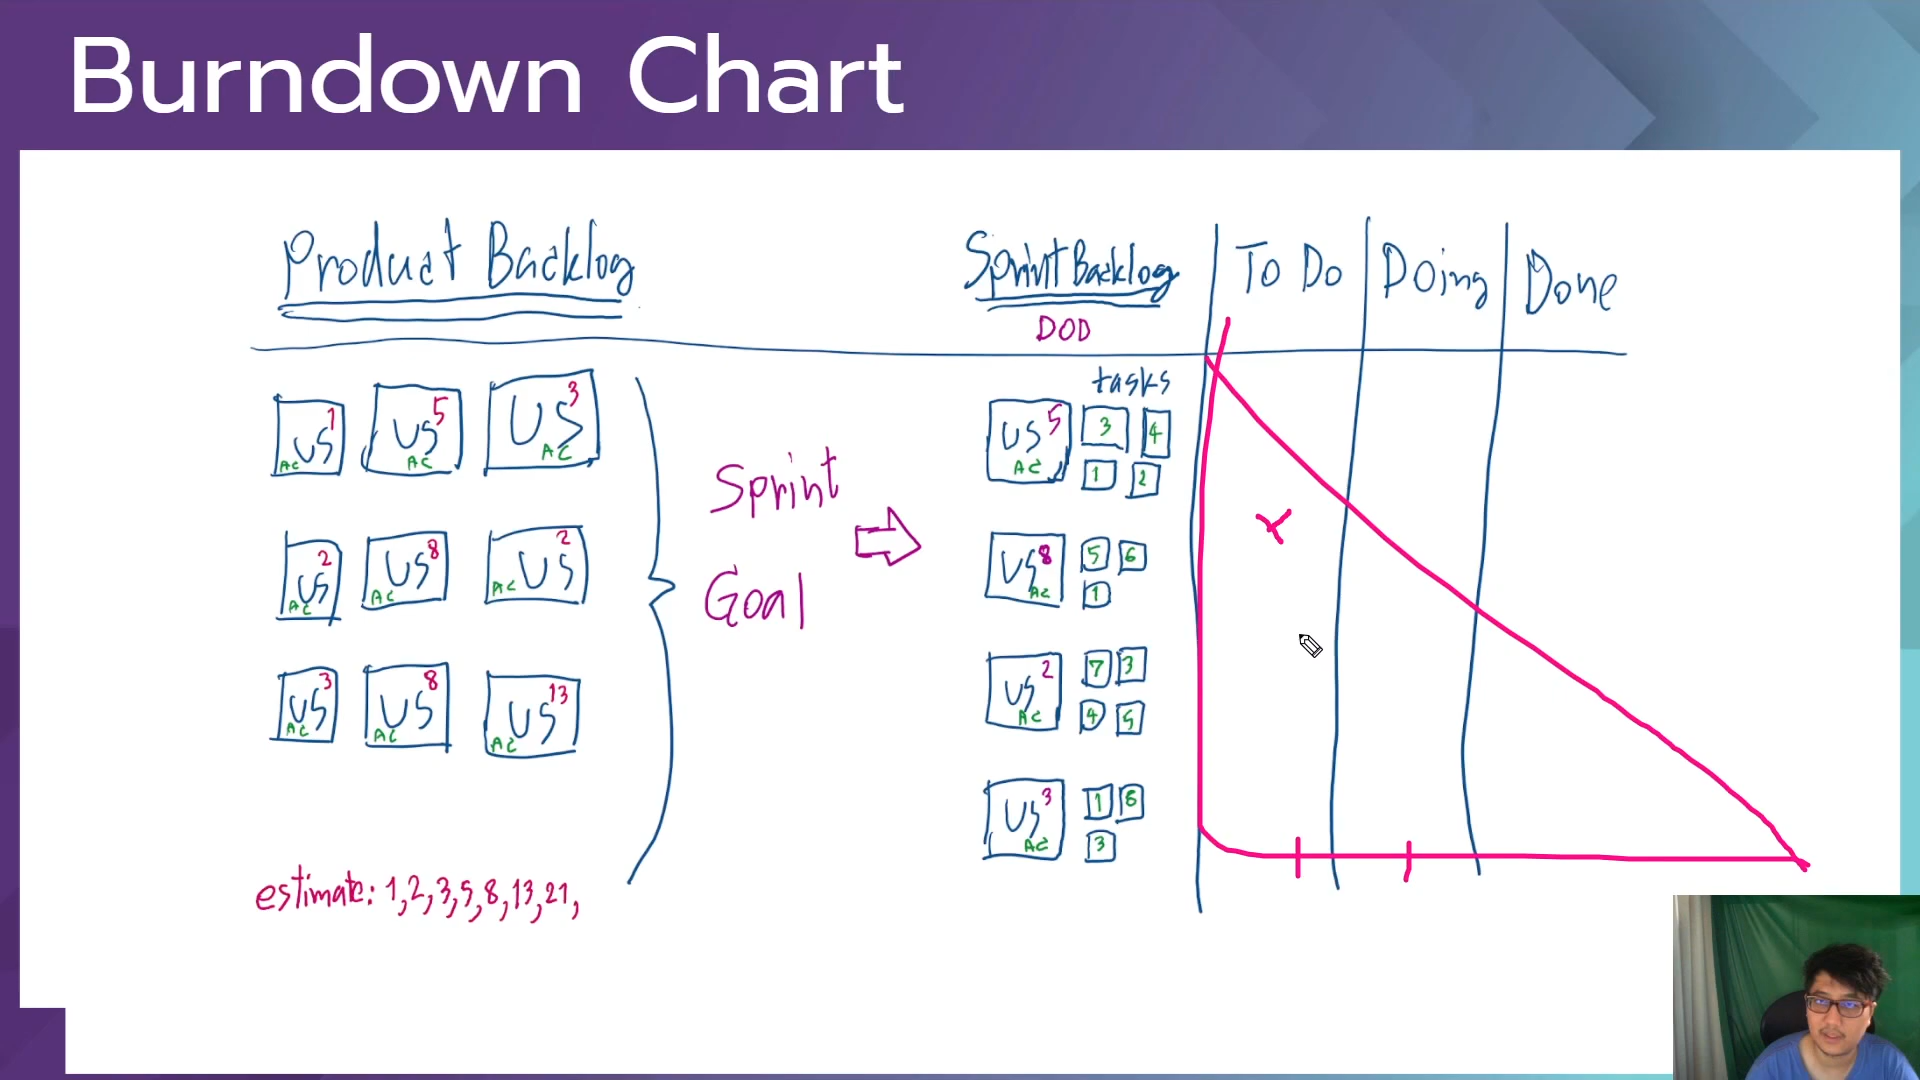 Burndown Chart
Product Backlog
Sprint Backlog To Do Doing Done
DOD
tasks
US 1 AC US 5 AC US 3 AC
US 2 AC US 8 AC US 2 AC
US 3 AC US 8 AC US 13 AC
Sprint
Goal
US 5 AC 3 4
1 2
US 8 AC 5 6
1
US 2 AC 7 3
4 5
US 3 AC 1 8
3
estimate: 1,2,3,5,8,13,21,